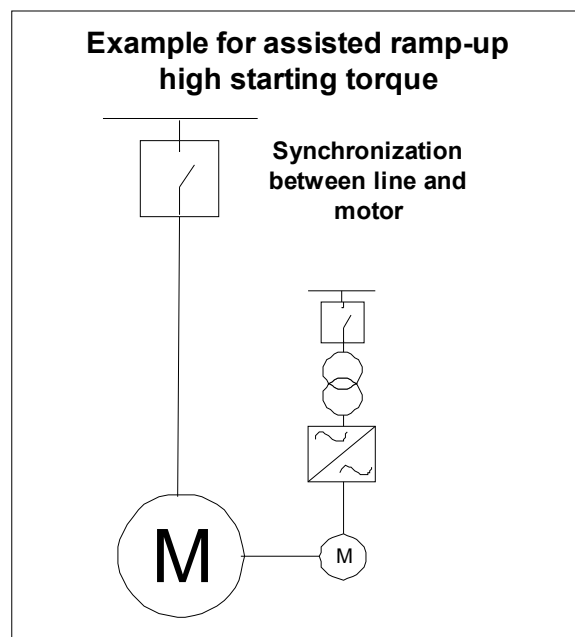 Example for assisted ramp-up
high starting torque
Synchronization
between line and
motor
M
M